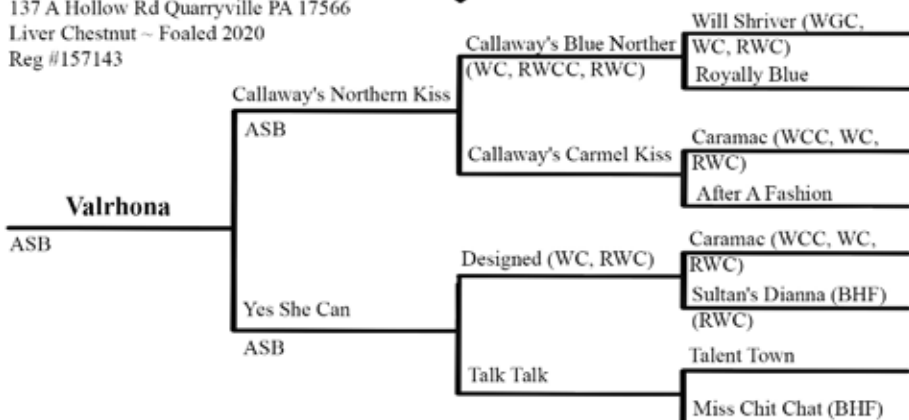 137 A Hollow Rd Quarryville PA 17566
Liver Chestnut ~ Foaled 2020
Reg #157143
Valrhona
ASB
Callaway's Northern Kiss
ASB
Yes She Can
ASB
Callaway's Blue Norther
(WC, RWCC, RWC)
Callaway's Carmel Kiss
Designed (WC, RWC)
Talk Talk
Will Shriver (WGC,
WC, RWC)
Royally Blue
Caramac (WCC, WC,
RWC)
After A Fashion
Caramac (WCC, WC,
RWC)
Sultan's Dianna (BHF)
(RWC)
Talent Town
Miss Chit Chat (BHF)